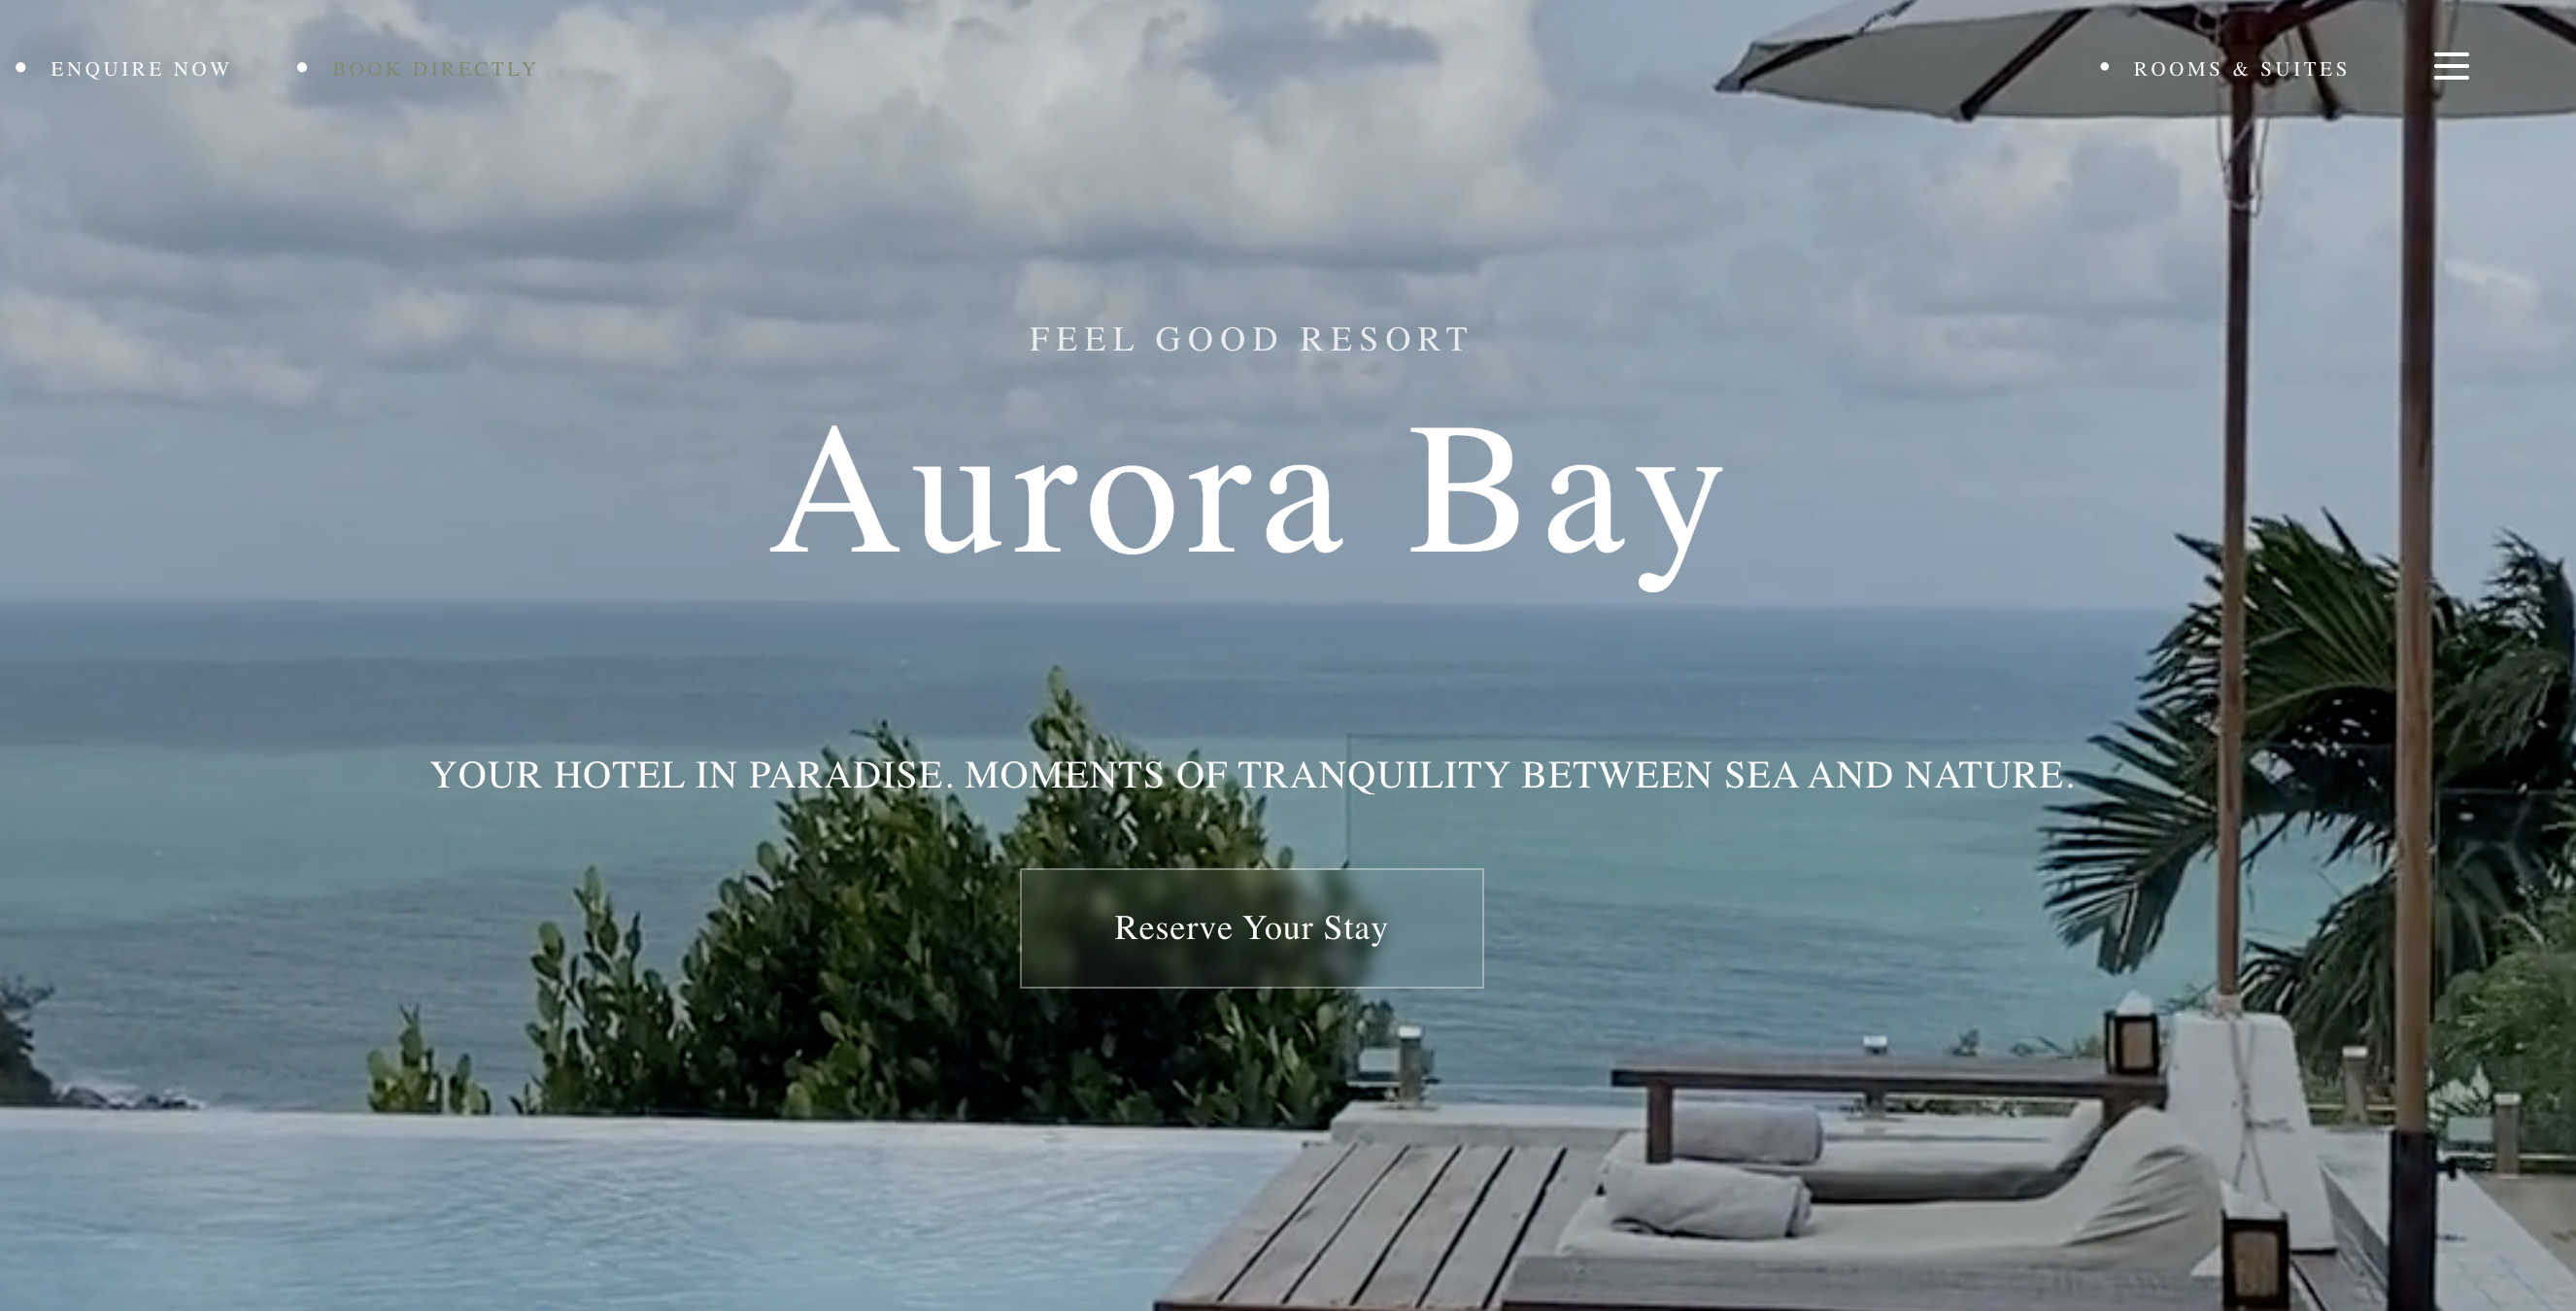 ENQUIRE NOW
BOOK DIRECTLY
ROOMS & SUITES
FEEL GOOD RESORT
Aurora Bay
YOUR HOTEL IN PARADISE. MOMENTS OF TRANQUILITY BETWEEN SEA AND NATURE.
Reserve Your Stay